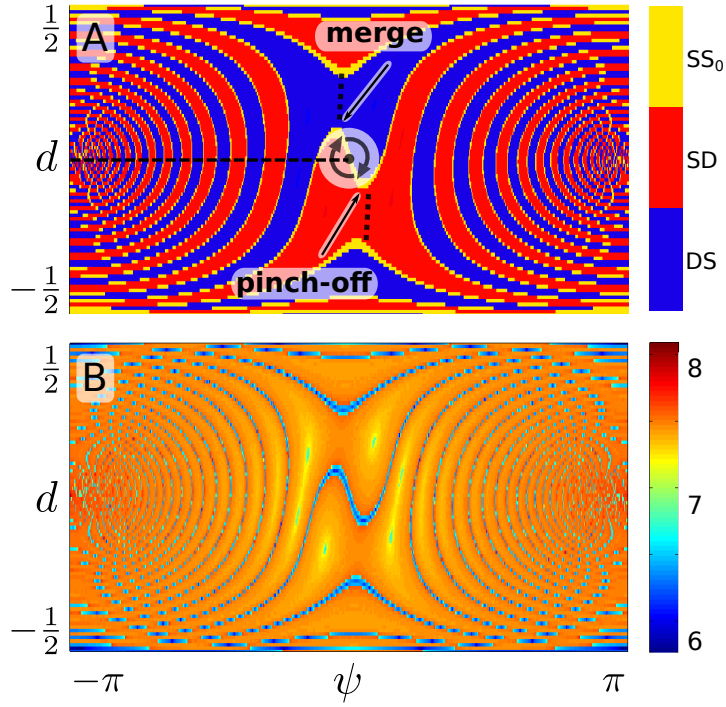 A
1/2
merge
SS₀
d
SD
pinch-off
-1/2
DS
B
1/2
8
d
7
-1/2
6
-π ψ π